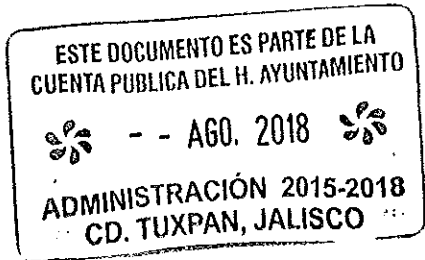 ESTE DOCUMENTO ES PARTE DE LA
CUENTA PUBLICA DEL H. AYUNTAMIENTO
- - AGO. 2018
ADMINISTRACIÓN 2015-2018
CD. TUXPAN, JALISCO